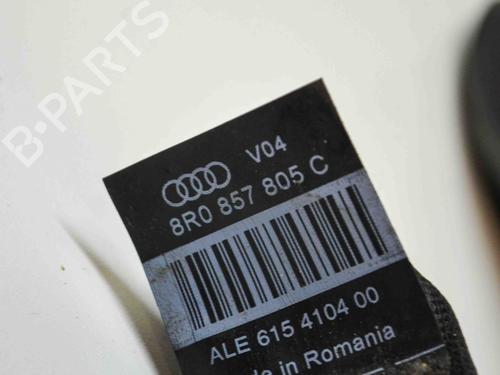 B-PARTS
V04
8R0 857 805 C
ALE 615 4104 00
in Romania